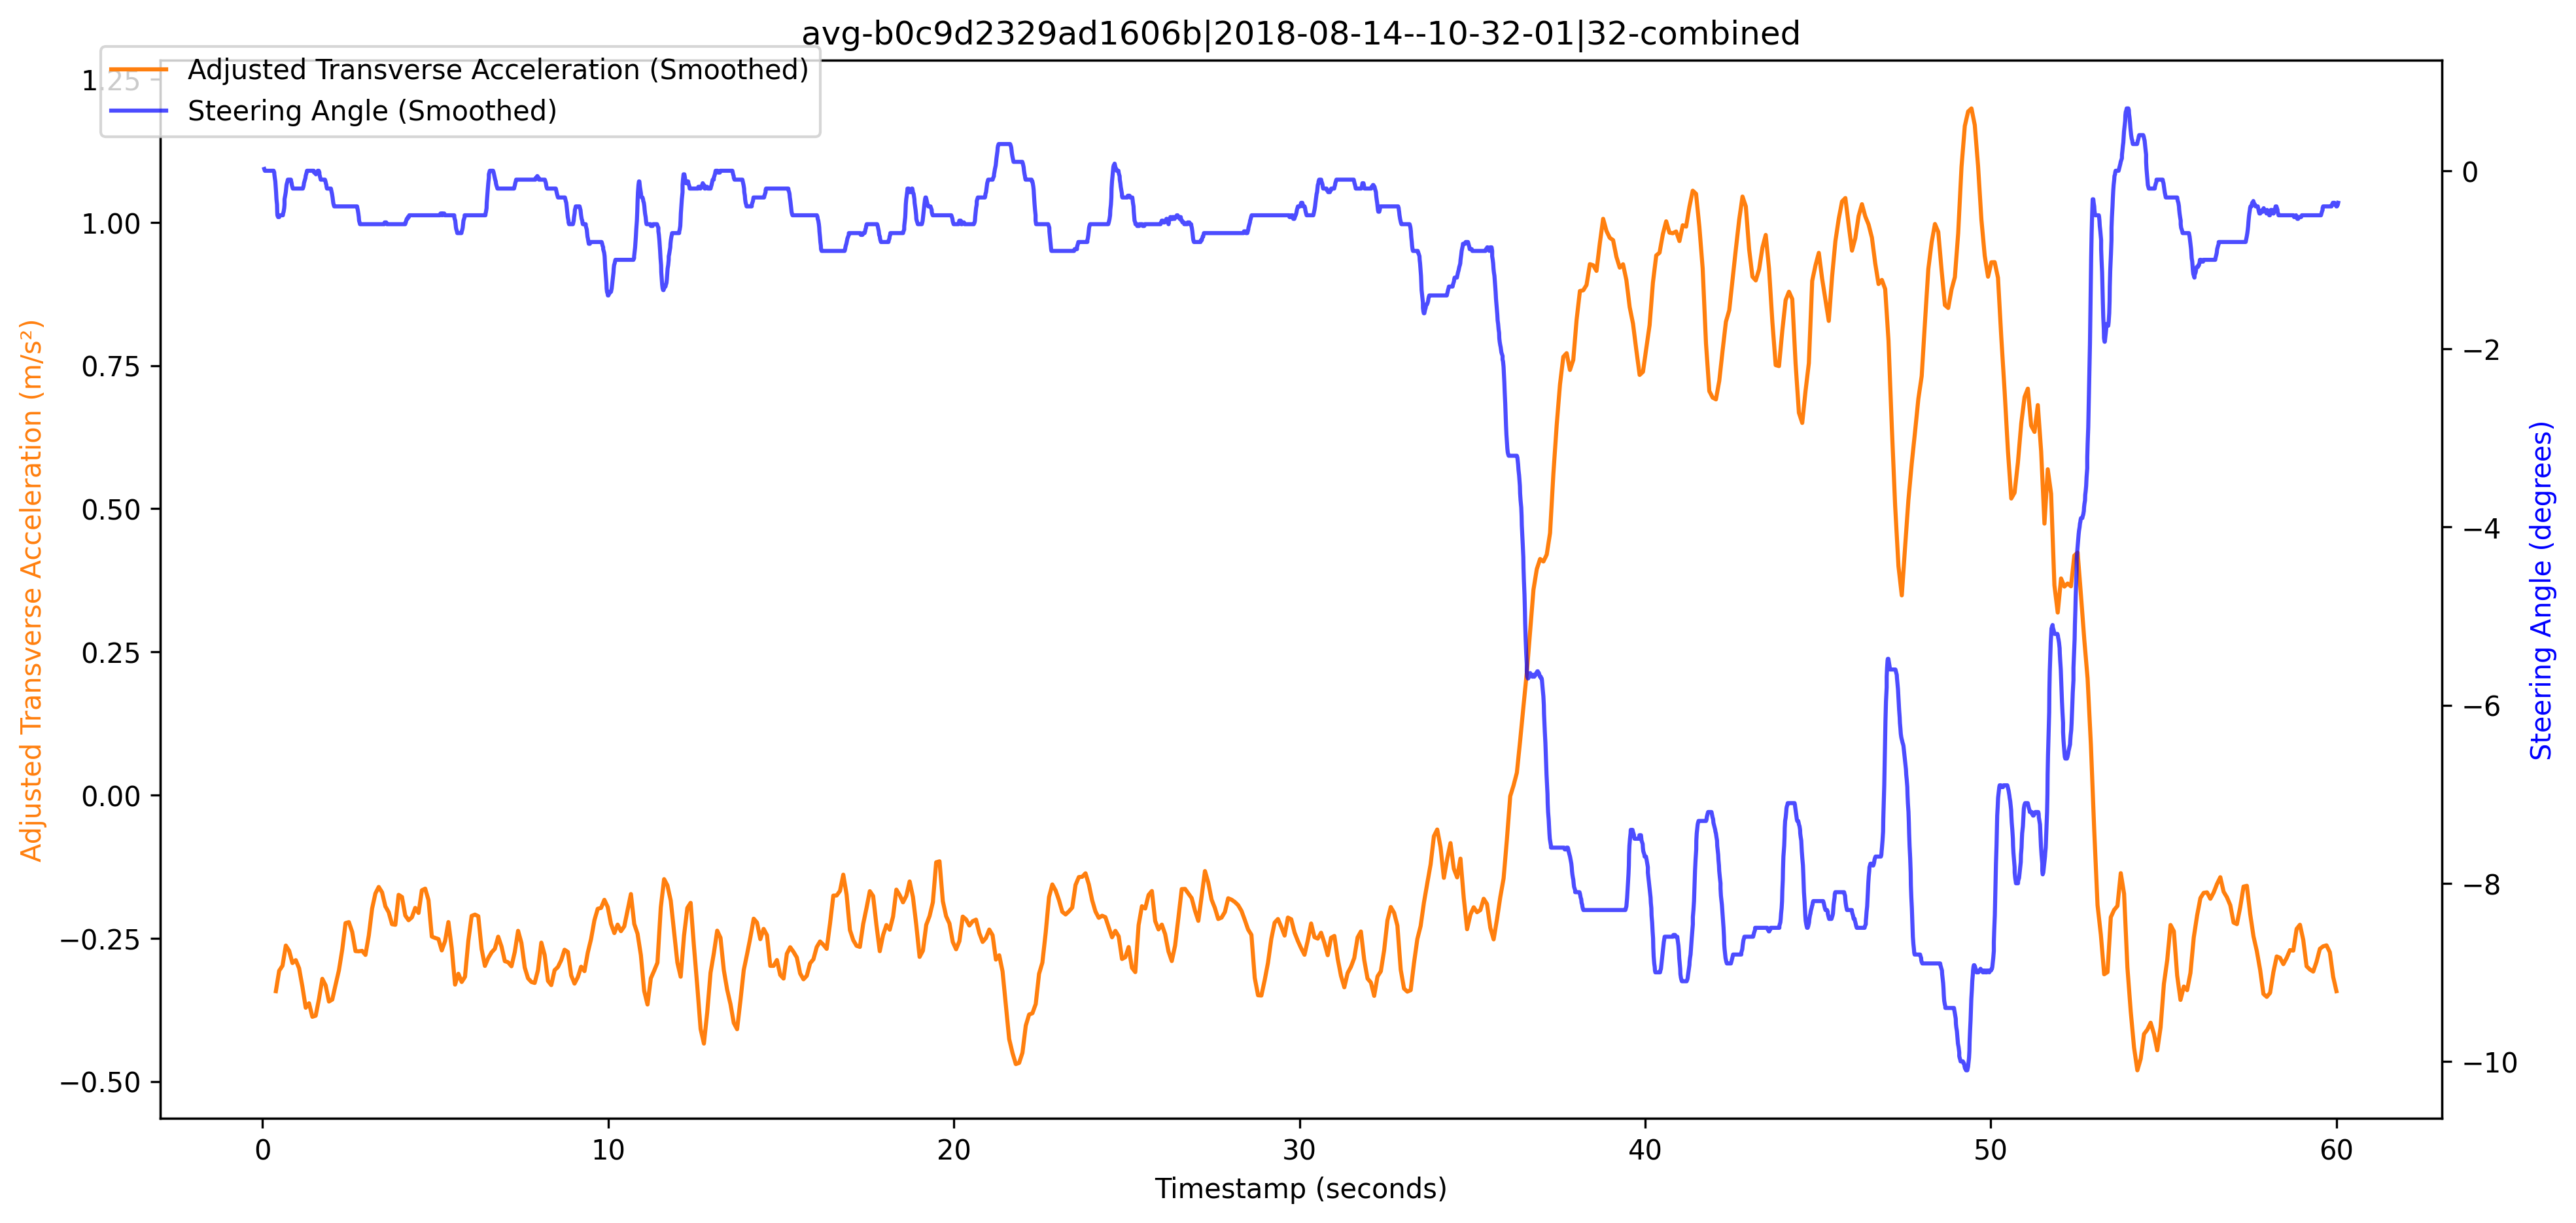 avg-b0c9d2329ad1606b|2018-08-14--10-32-01|32-combined
Adjusted Transverse Acceleration (Smoothed)
Steering Angle (Smoothed)
1.25
1.00
0.75
0.50
0.25
0.00
−0.25
−0.50
Adjusted Transverse Acceleration (m/s²)
0
−2
−4
−6
−8
−10
Steering Angle (degrees)
0 10 20 30 40 50 60
Timestamp (seconds)